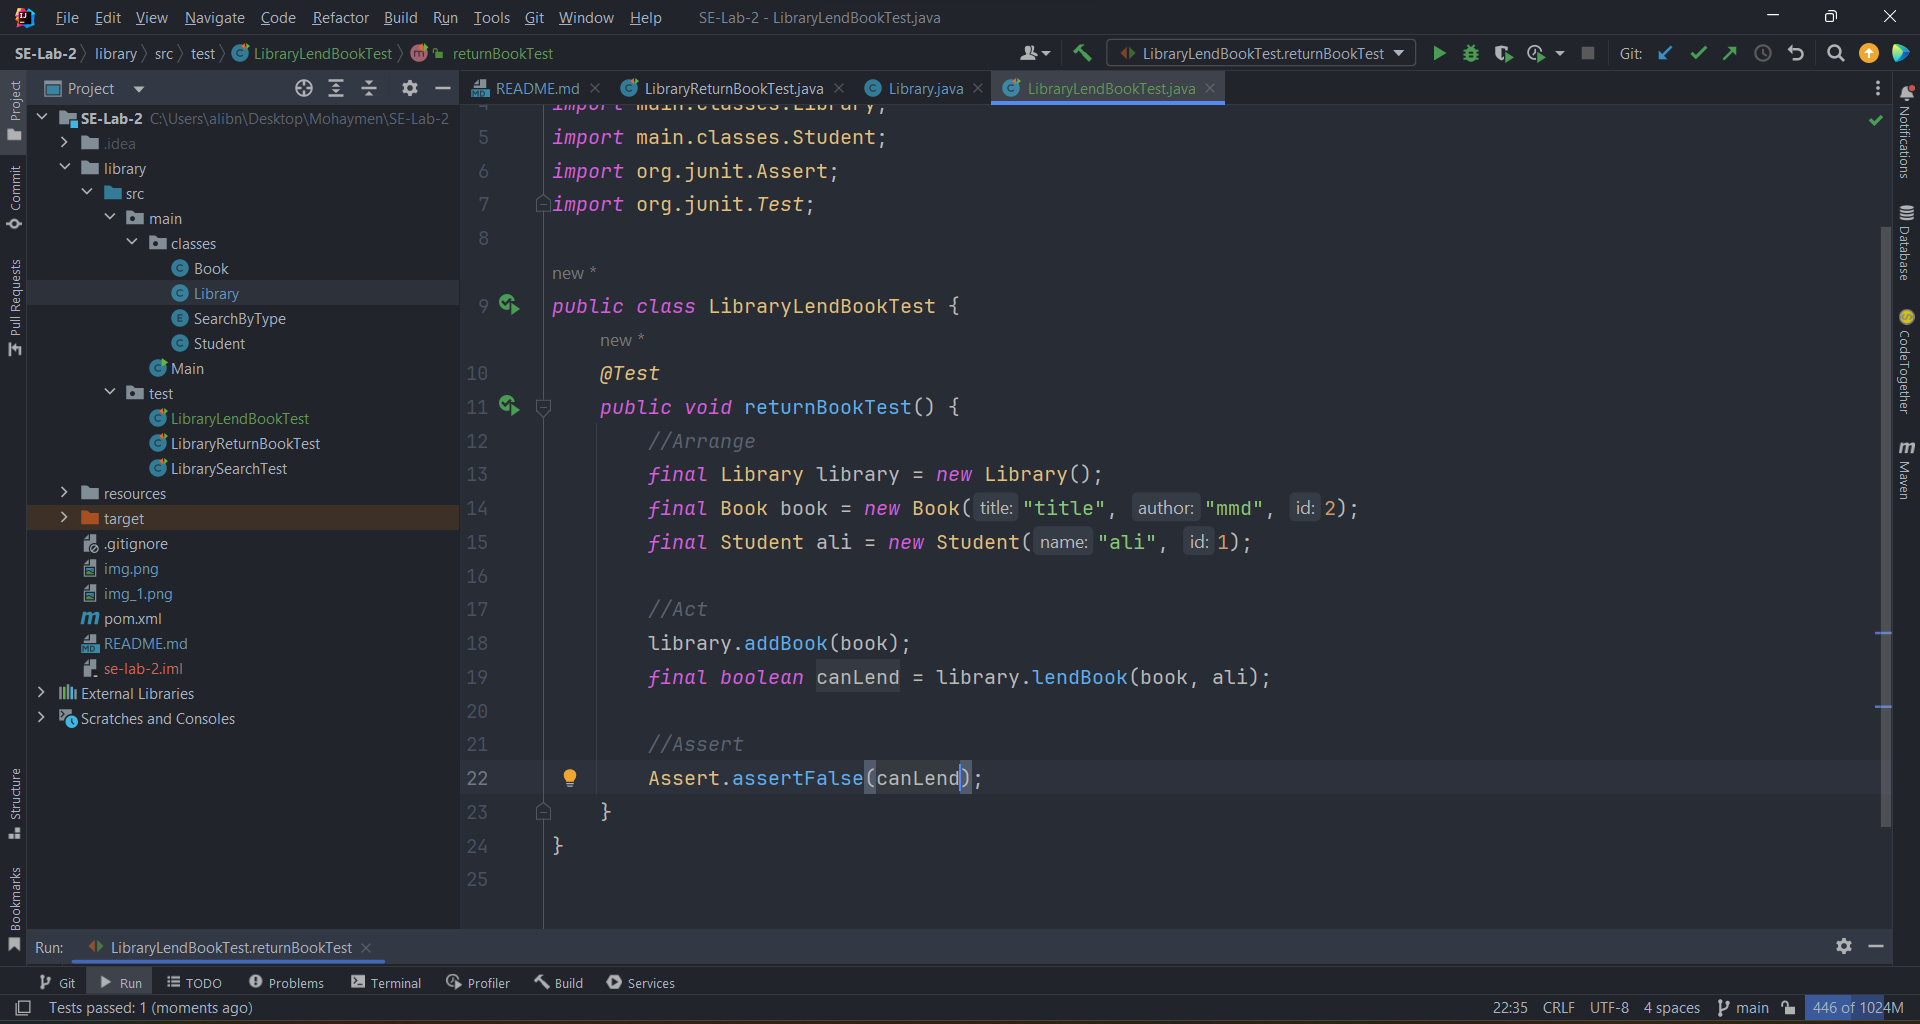 File Edit View Navigate Code Refactor Build Run Tools Git Window Help SE-Lab-2 - LibraryLendBookTest.java
SE-Lab-2 library src test LibraryLendBookTest returnBookTest LibraryLendBookTest.returnBookTest Git:
Project
Commit
Pull Requests
Structure
Bookmarks
Project
SE-Lab-2 C:\Users\alibn\Desktop\Mohaymen\SE-Lab-2
.idea
library
src
main
classes
Book
Library
SearchByType
Student
Main
test
LibraryLendBookTest
LibraryReturnBookTest
LibrarySearchTest
resources
target
.gitignore
img.png
img_1.png
pom.xml
README.md
se-lab-2.iml
External Libraries
Scratches and Consoles
README.md LibraryReturnBookTest.java Library.java LibraryLendBookTest.java
4 import main.classes.Library;
5 import main.classes.Student;
6 import org.junit.Assert;
7 import org.junit.Test;
8
new *
9 public class LibraryLendBookTest {
new *
10 @Test
11 public void returnBookTest() {
12 //Arrange
13 final Library library = new Library();
14 final Book book = new Book( title: "title", author: "mmd", id: 2);
15 final Student ali = new Student( name: "ali", id: 1);
16
17 //Act
18 library.addBook(book);
19 final boolean canLend = library.lendBook(book, ali);
20
21 //Assert
22 Assert.assertFalse(canLend);
23 }
24 }
25
Notifications
Database
CodeTogether
Maven
Run: LibraryLendBookTest.returnBookTest
Git Run TODO Problems Terminal Profiler Build Services
Tests passed: 1 (moments ago) 22:35 CRLF UTF-8 4 spaces main 446 of 1024M